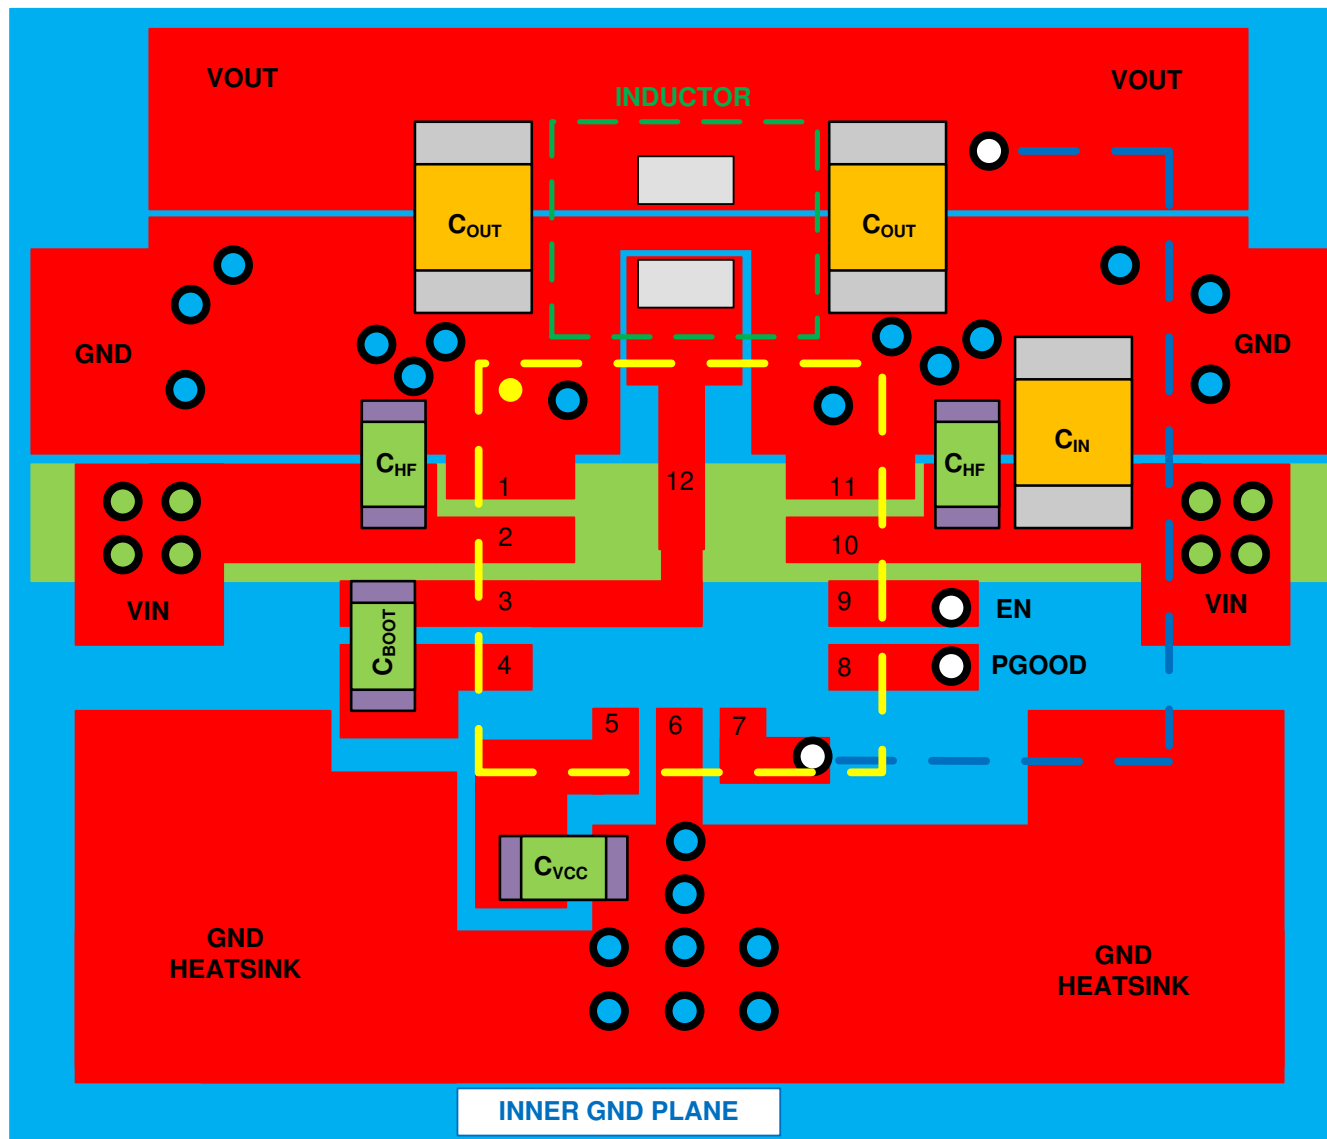 VOUT
VOUT
INDUCTOR
COUT
COUT
GND
GND
CHF
CHF
CIN
1
12
11
2
10
3
9
EN
VIN
VIN
CBOOT
4
8
PGOOD
5
6
7
CVCC
GND
HEATSINK
GND
HEATSINK
INNER GND PLANE